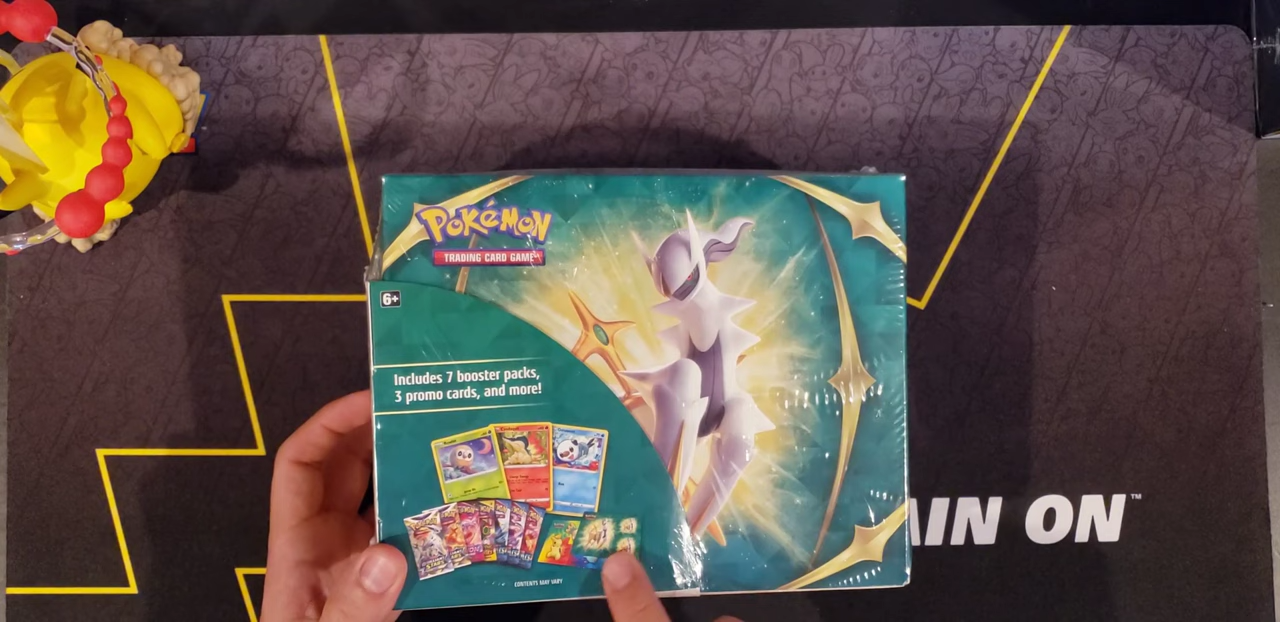 POKéMON
TRADING CARD GAME
6+
Includes 7 booster packs,
3 promo cards, and more!
CONTENTS MAY VARY
AIN ON™